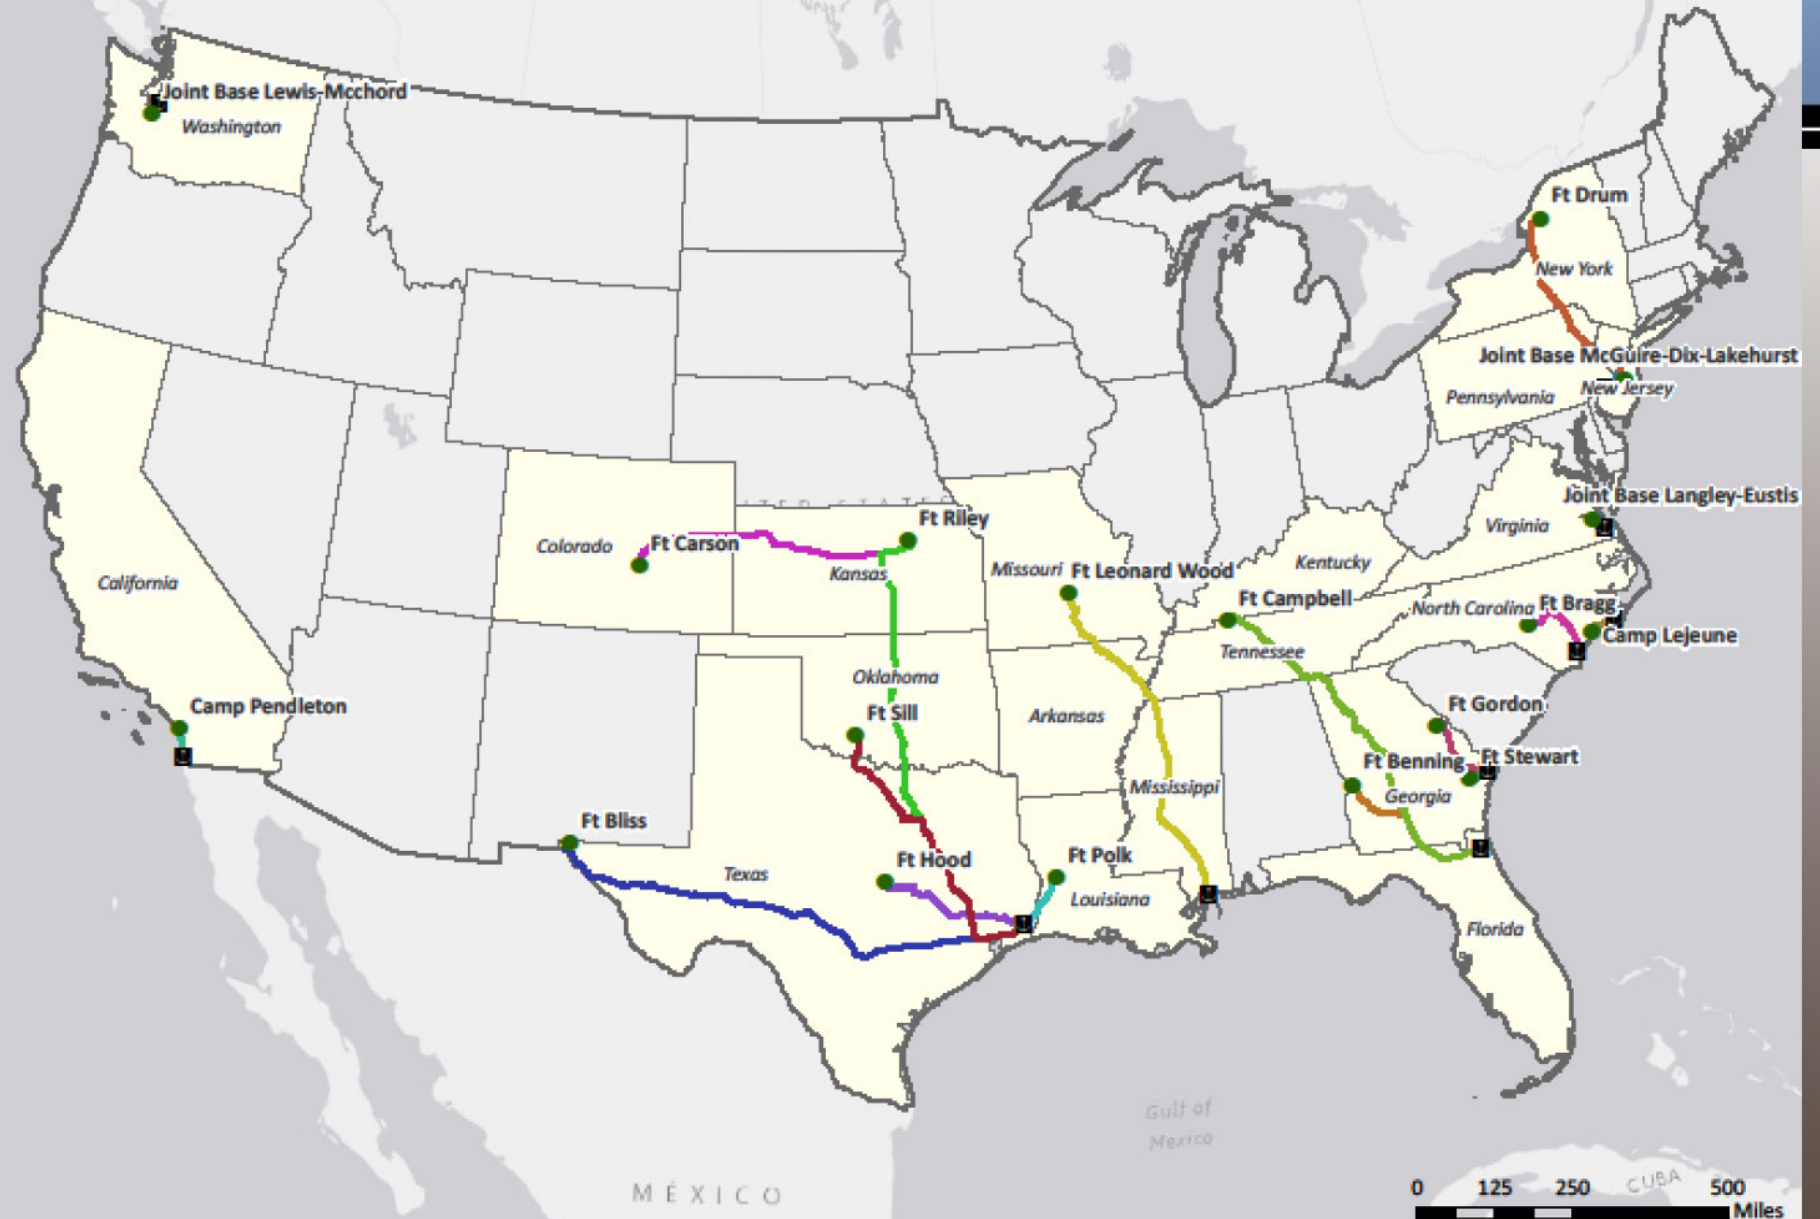 Joint Base Lewis-Mcchord
Washington
Ft Drum
New York
Joint Base McGuire-Dix-Lakehurst
New Jersey
Pennsylvania
Joint Base Langley-Eustis
UNITED STATES
Ft Riley
Virginia
Colorado
Ft Carson
Kansas
Missouri
Ft Leonard Wood
Kentucky
California
Ft Campbell
North Carolina
Ft Bragg
Camp Lejeune
Tennessee
Oklahoma
Camp Pendleton
Ft Sill
Arkansas
Ft Gordon
Ft Benning
Ft Stewart
Mississippi
Georgia
Ft Bliss
Ft Hood
Ft Polk
Texas
Louisiana
Florida
Gulf of
Mexico
MÉXICO
CUBA
0 125 250 500
Miles